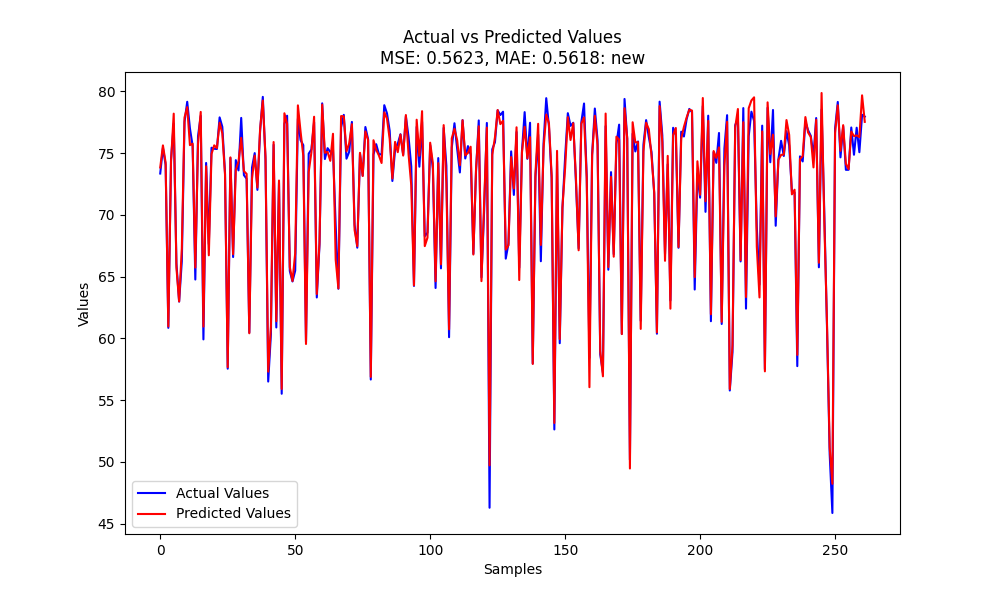 Actual vs Predicted Values
MSE: 0.5623, MAE: 0.5618: new
80
75
70
65
60
55
50
45
Values
Actual Values
Predicted Values
0 50 100 150 200 250
Samples